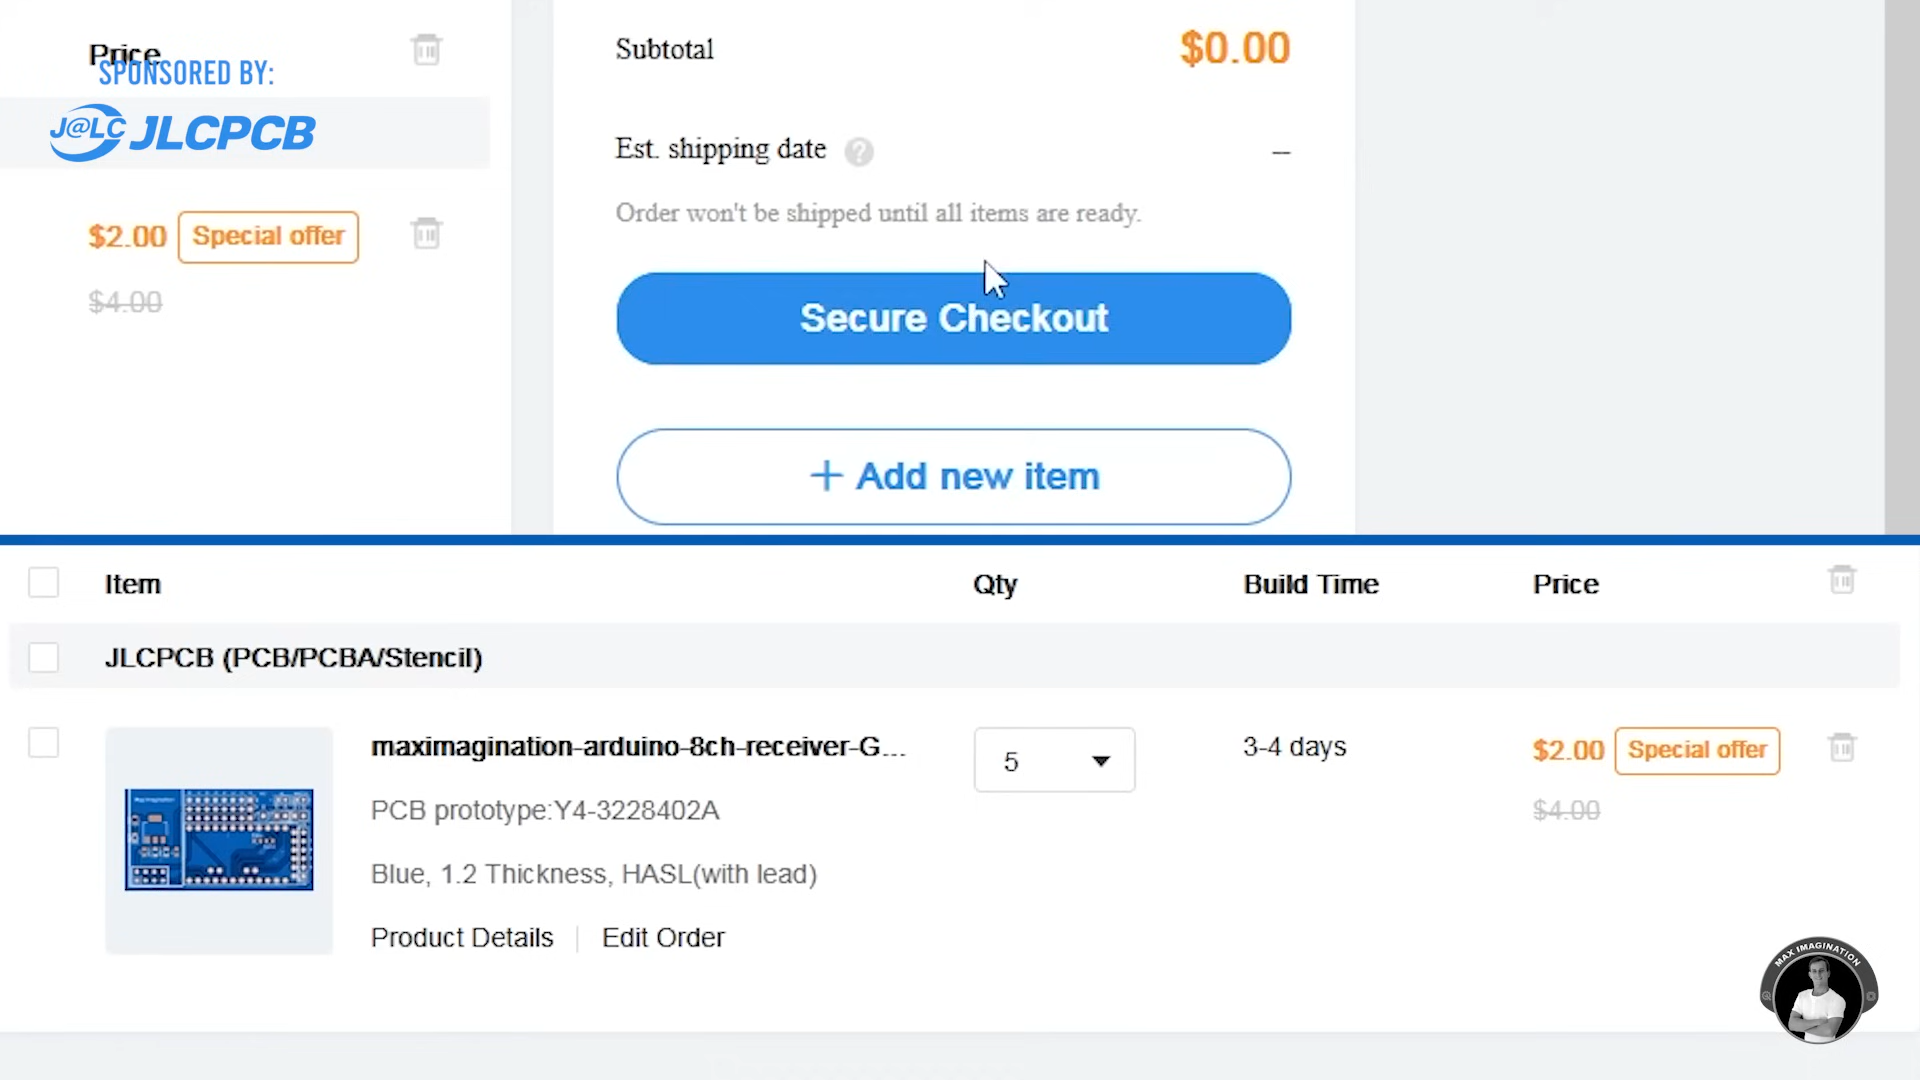 Price
SPONSORED BY:
J@LC JLCPCB
$2.00 Special offer
$4.00
Subtotal $0.00
Est. shipping date ? --
Order won't be shipped until all items are ready.
Secure Checkout
+ Add new item
Item Qty Build Time Price
JLCPCB (PCB/PCBA/Stencil)
maximagination-arduino-8ch-receiver-G... 5 3-4 days $2.00 Special offer
PCB prototype:Y4-3228402A $4.00
Blue, 1.2 Thickness, HASL(with lead)
Product Details Edit Order
MAX IMAGINATION